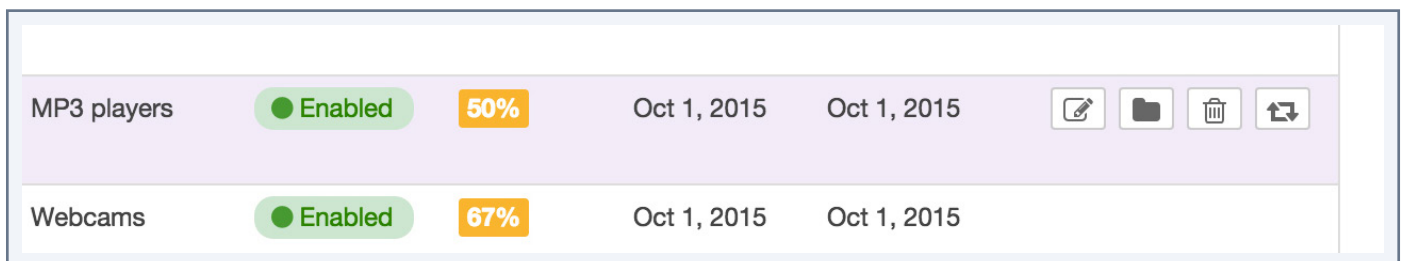 MP3 players Enabled 50% Oct 1, 2015 Oct 1, 2015
Webcams Enabled 67% Oct 1, 2015 Oct 1, 2015